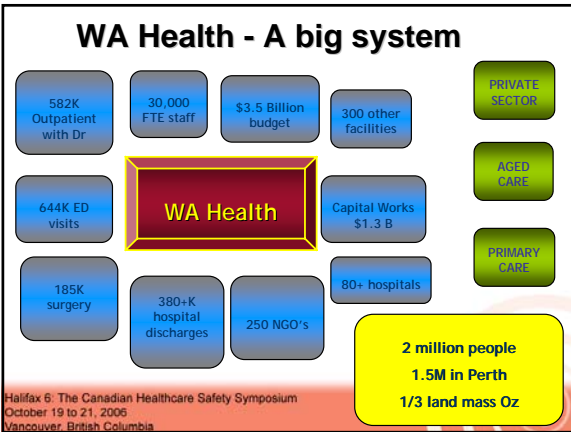 WA Health - A big system
582K
Outpatient
with Dr
30,000
FTE staff
$3.5 Billion
budget
300 other
facilities
PRIVATE
SECTOR
644K ED
visits
WA Health
Capital Works
$1.3 B
AGED
CARE
185K
surgery
380+K
hospital
discharges
250 NGO's
80+ hospitals
PRIMARY
CARE
2 million people
1.5M in Perth
1/3 land mass Oz
Halifax 6: The Canadian Healthcare Safety Symposium
October 19 to 21, 2006
Vancouver, British Columbia